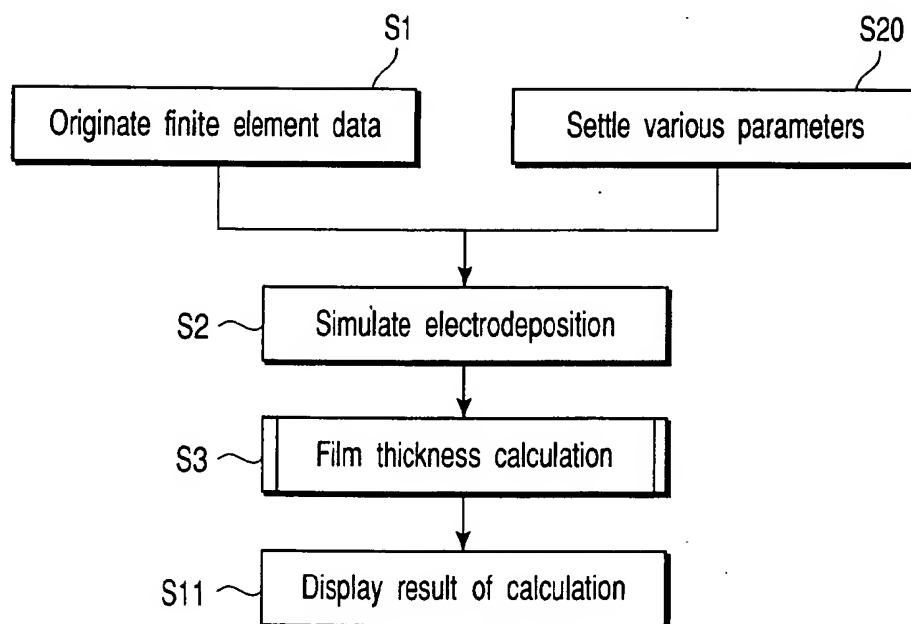 S1
S20
Originate finite element data
Settle various parameters
S2
Simulate electrodeposition
S3
Film thickness calculation
S11
Display result of calculation